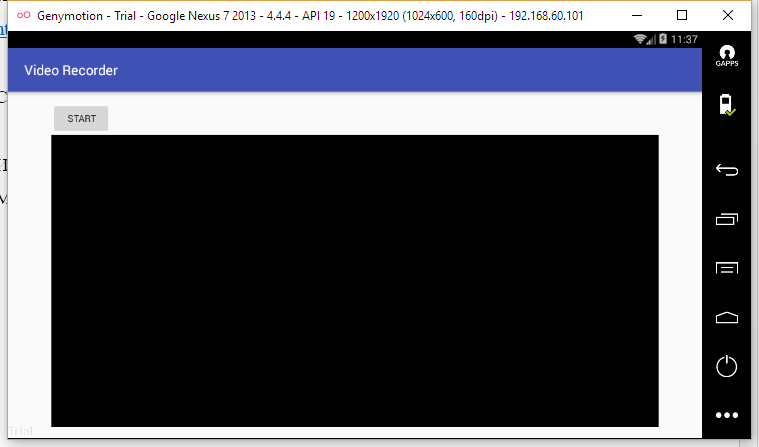 Genymotion - Trial - Google Nexus 7 2013 - 4.4.4 - API 19 - 1200x1920 (1024x600, 160dpi) - 192.168.60.101
11:37
GAPPS
Video Recorder
START
Trial